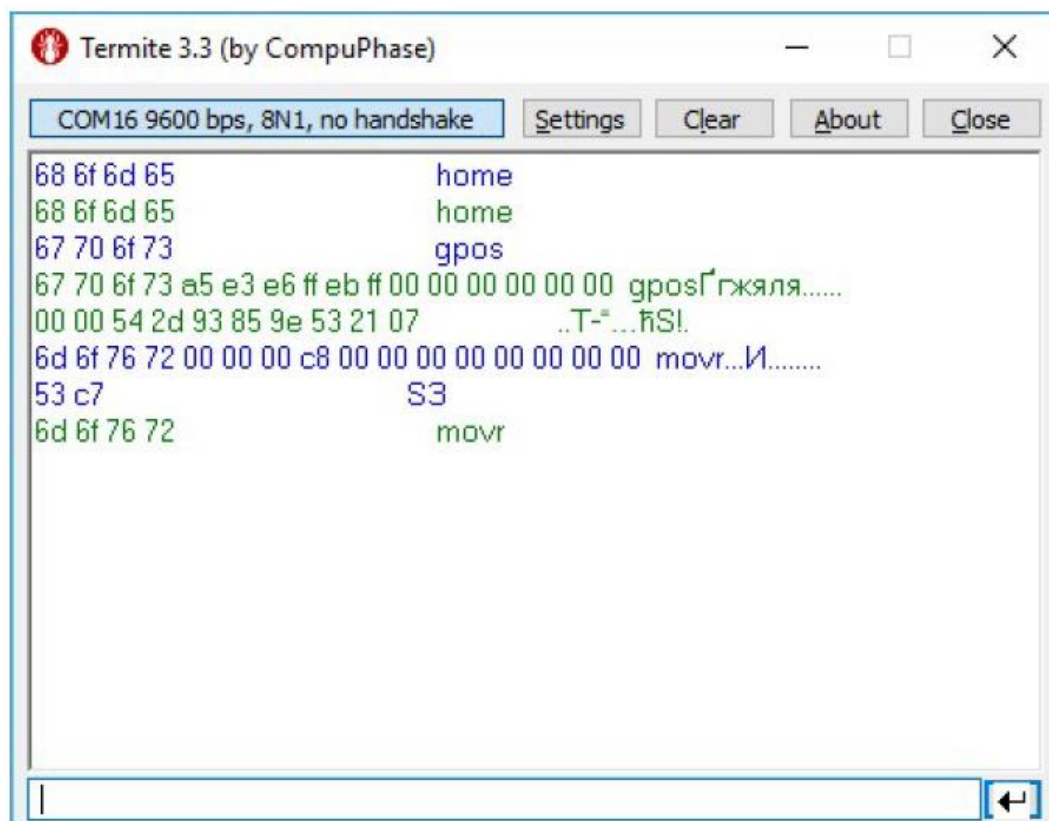 Termite 3.3 (by CompuPhase)
COM16 9600 bps, 8N1, no handshake Settings Clear About Close
68 6f 6d 65 home
68 6f 6d 65 home
67 70 6f 73 gpos
67 70 6f 73 a5 e3 e6 ff eb ff 00 00 00 00 00 00 gposҐгжяля......
00 00 54 2d 93 85 9e 53 21 07 ..T-“…ћS!.
6d 6f 76 72 00 00 00 c8 00 00 00 00 00 00 00 00 movr...И........
53 c7 SЗ
6d 6f 76 72 movr